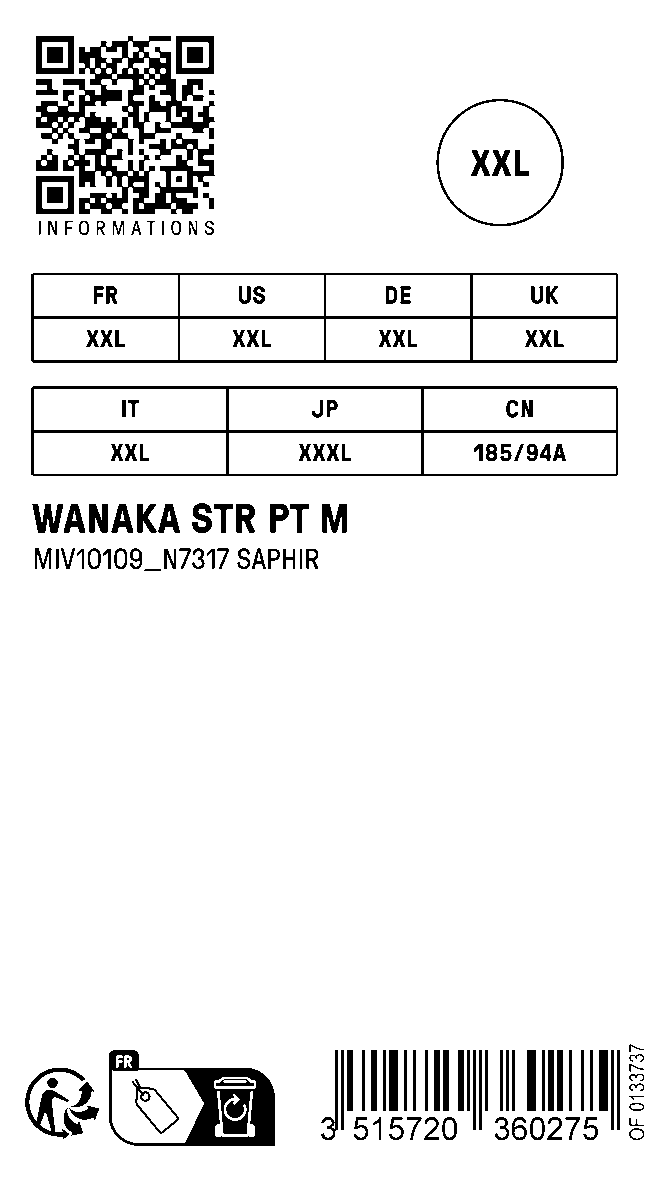 INFORMATIONS
XXL
FR US DE UK
XXL XXL XXL XXL
IT JP CN
XXL XXXL 185/94A
WANAKA STR PT M
MIV10109_N7317 SAPHIR
FR
3 515720 360275
OF 0133737